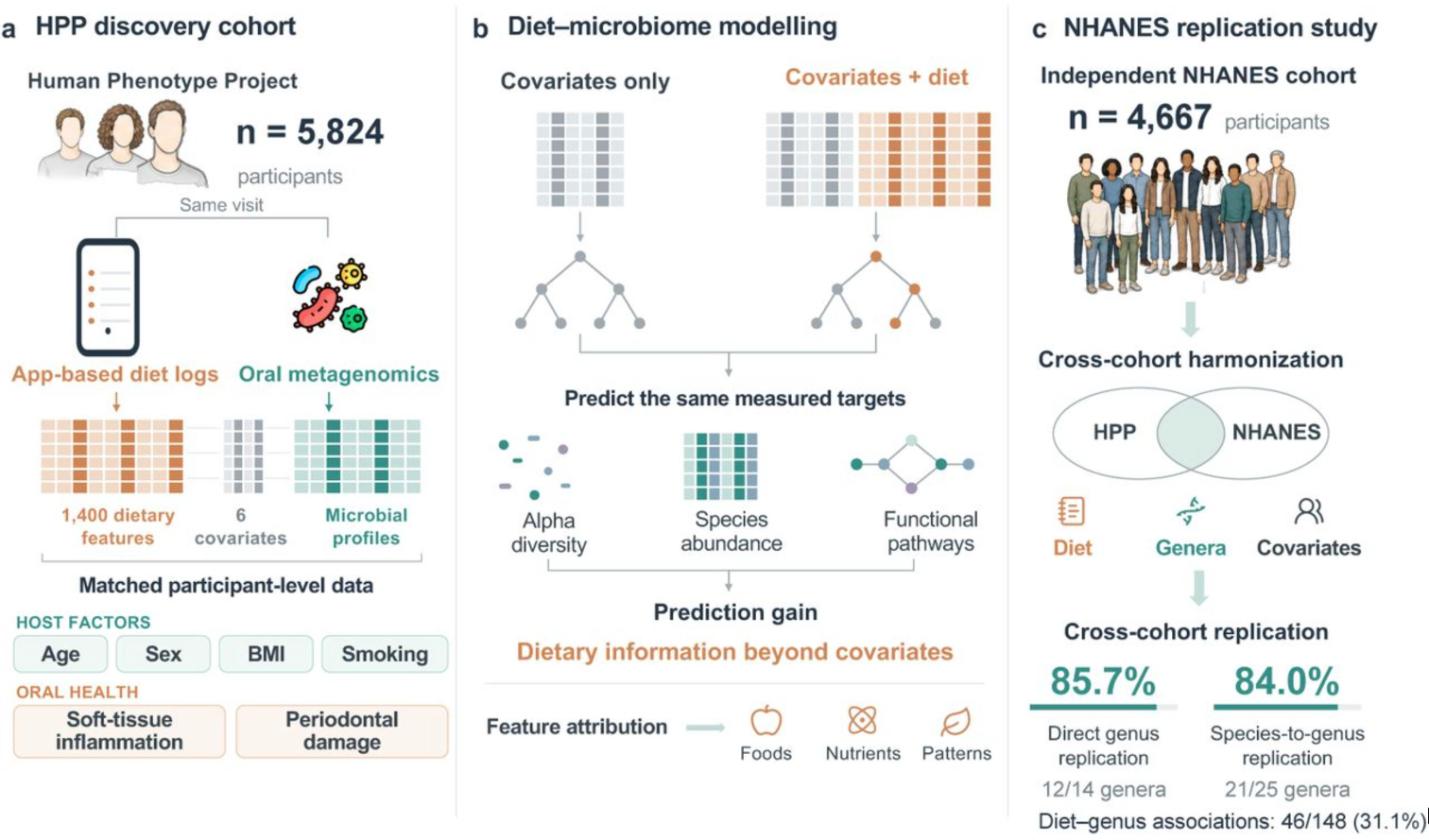 a HPP discovery cohort
Human Phenotype Project
n = 5,824
participants
Same visit
App-based diet logs
Oral metagenomics
1,400 dietary
features
6
covariates
Microbial
profiles
Matched participant-level data
HOST FACTORS
Age
Sex
BMI
Smoking
ORAL HEALTH
Soft-tissue
inflammation
Periodontal
damage
b Diet–microbiome modelling
Covariates only
Covariates + diet
Predict the same measured targets
Alpha
diversity
Species
abundance
Functional
pathways
Prediction gain
Dietary information beyond covariates
Feature attribution
Foods
Nutrients
Patterns
c NHANES replication study
Independent NHANES cohort
n = 4,667 participants
Cross-cohort harmonization
HPP
NHANES
Diet
Genera
Covariates
Cross-cohort replication
85.7%
Direct genus
replication
12/14 genera
84.0%
Species-to-genus
replication
21/25 genera
Diet–genus associations: 46/148 (31.1%)